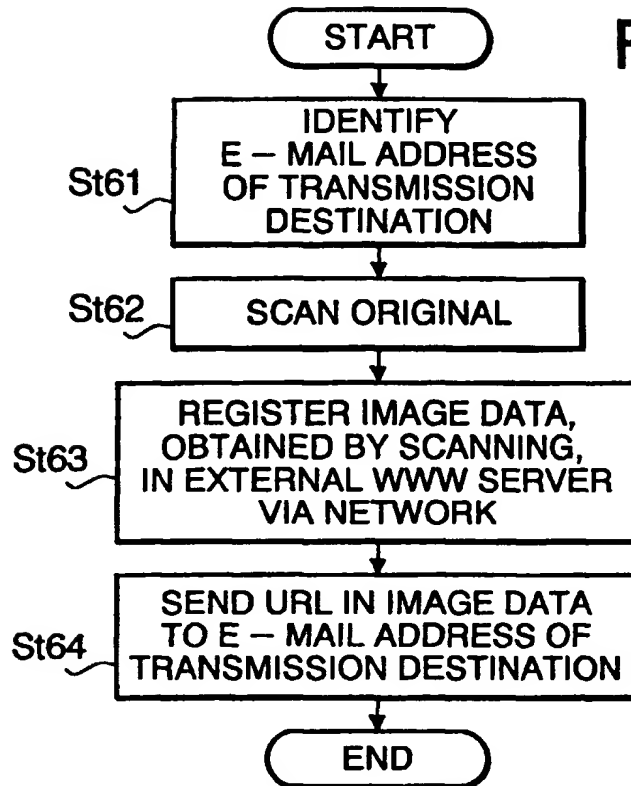 START
IDENTIFY
E – MAIL ADDRESS
OF TRANSMISSION
DESTINATION
St61
SCAN ORIGINAL
St62
REGISTER IMAGE DATA,
OBTAINED BY SCANNING,
IN EXTERNAL WWW SERVER
VIA NETWORK
St63
SEND URL IN IMAGE DATA
TO E – MAIL ADDRESS OF
TRANSMISSION DESTINATION
St64
END